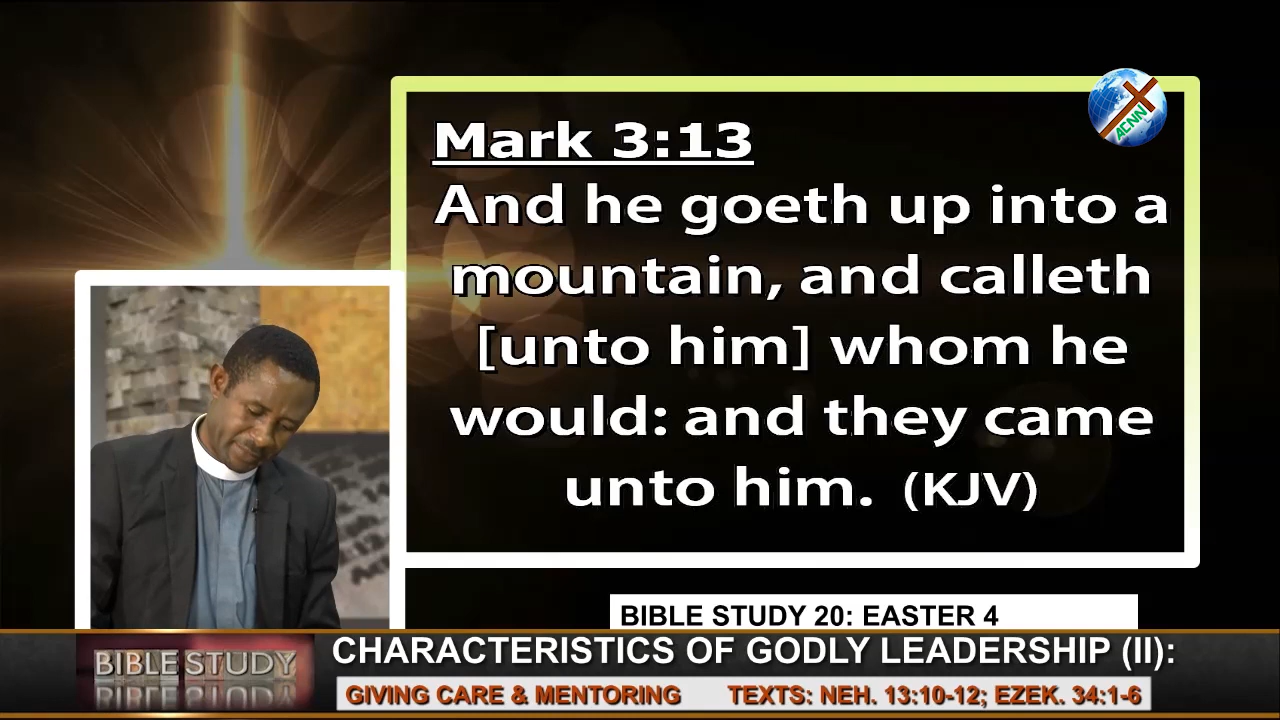 ACNN
Mark 3:13
And he goeth up into a
mountain, and calleth
[unto him] whom he
would: and they came
unto him. (KJV)
BIBLE STUDY 20: EASTER 4
BIBLE STUDY
CHARACTERISTICS OF GODLY LEADERSHIP (II):
GIVING CARE & MENTORING TEXTS: NEH. 13:10-12; EZEK. 34:1-6